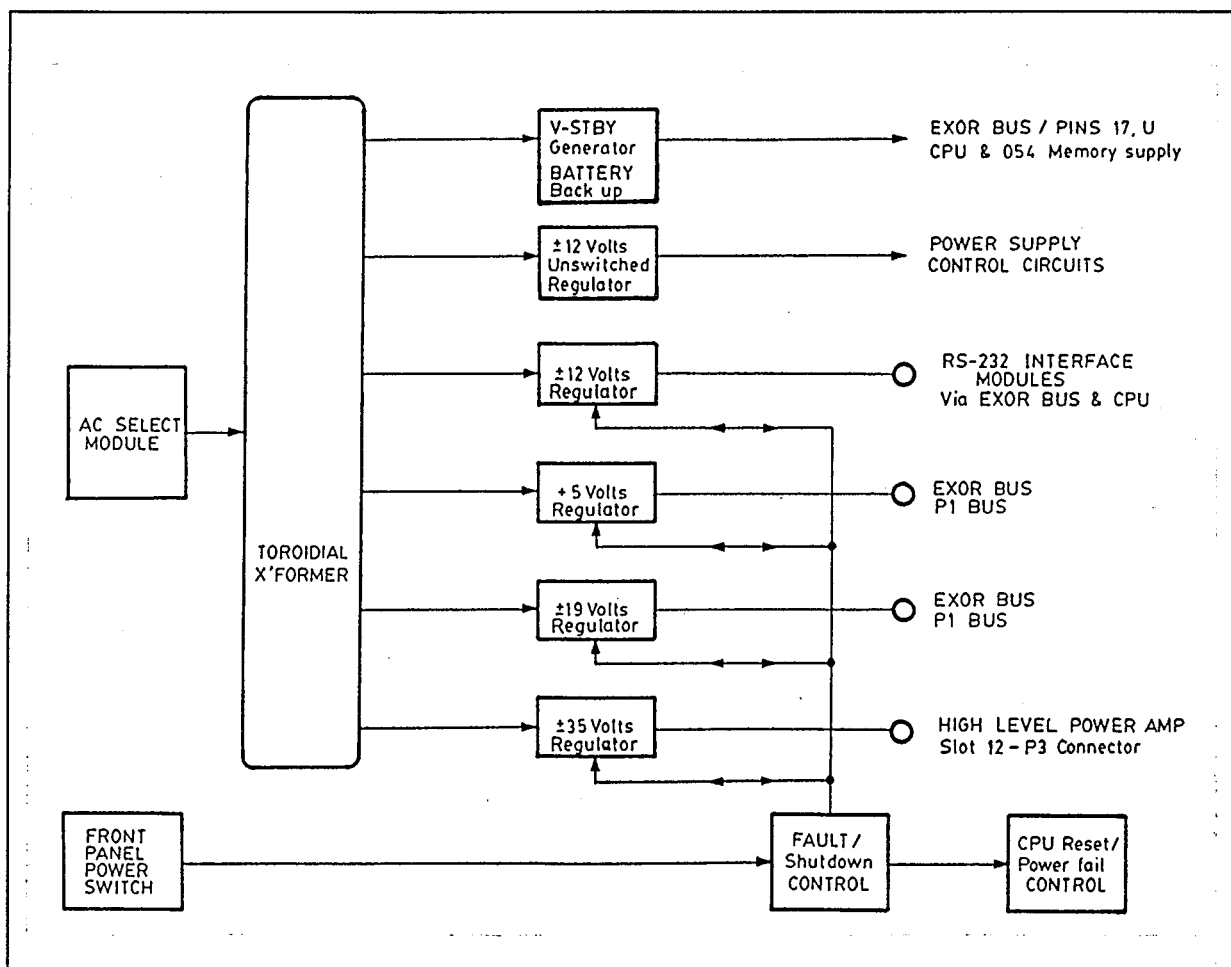 V-STBY
Generator
BATTERY
Back up
EXOR BUS / PINS 17, U
CPU & 054 Memory supply
±12 Volts
Unswitched
Regulator
POWER SUPPLY
CONTROL CIRCUITS
±12 Volts
Regulator
RS-232 INTERFACE
MODULES
Via EXOR BUS & CPU
AC SELECT
MODULE
+5 Volts
Regulator
EXOR BUS
P1 BUS
TOROIDIAL
X'FORMER
±19 Volts
Regulator
EXOR BUS
P1 BUS
±35 Volts
Regulator
HIGH LEVEL POWER AMP
Slot 12-P3 Connector
FRONT
PANEL
POWER
SWITCH
FAULT/
Shutdown
CONTROL
CPU Reset/
Power fail
CONTROL